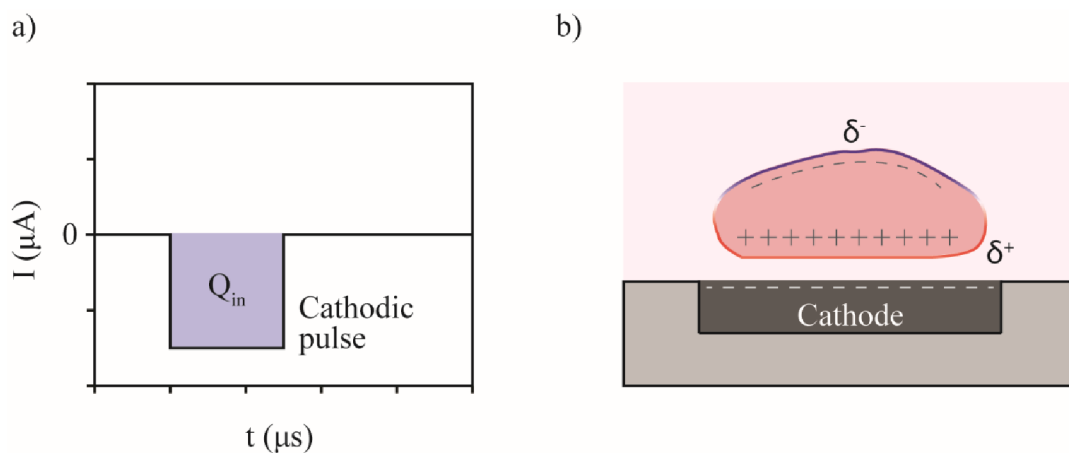 a)
I (μA)
0
Q_in
Cathodic
pulse
t (μs)
b)
δ-
+ + + + + + + + + +
δ+
Cathode